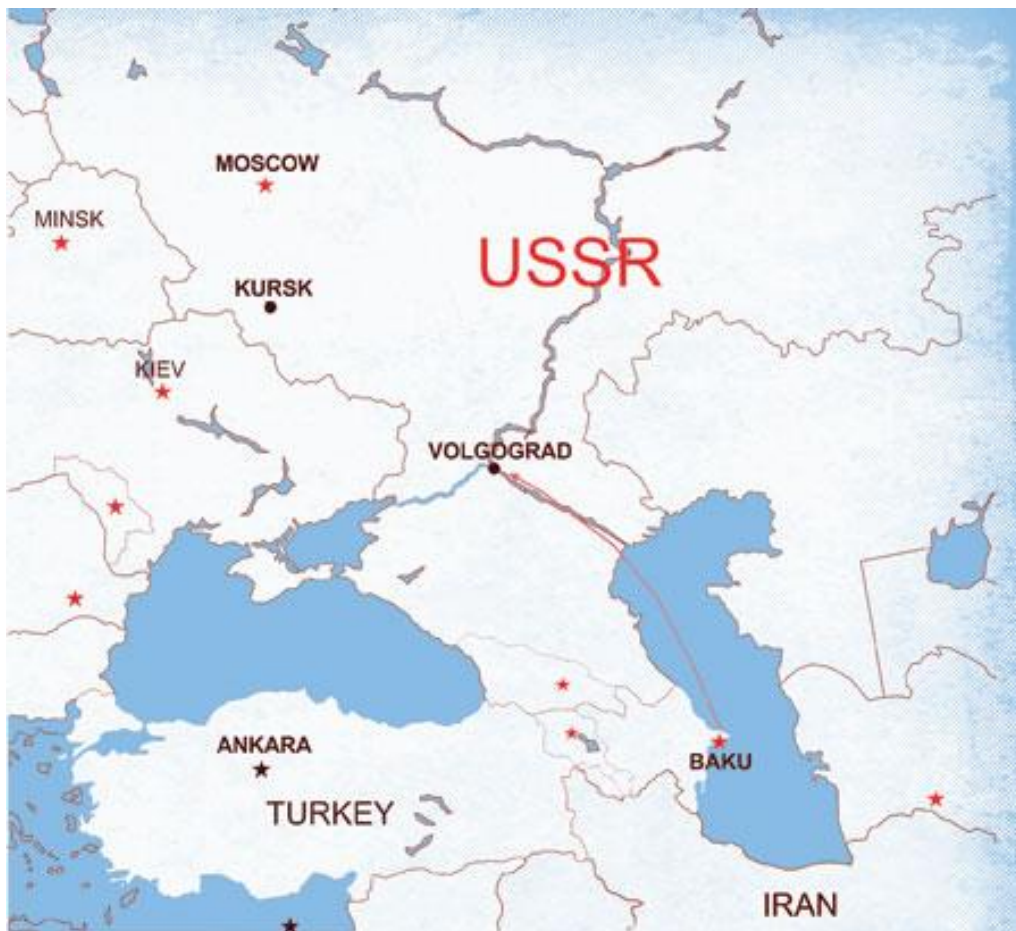 MOSCOW
MINSK
USSR
KURSK
KIEV
VOLGOGRAD
ANKARA
BAKU
TURKEY
IRAN